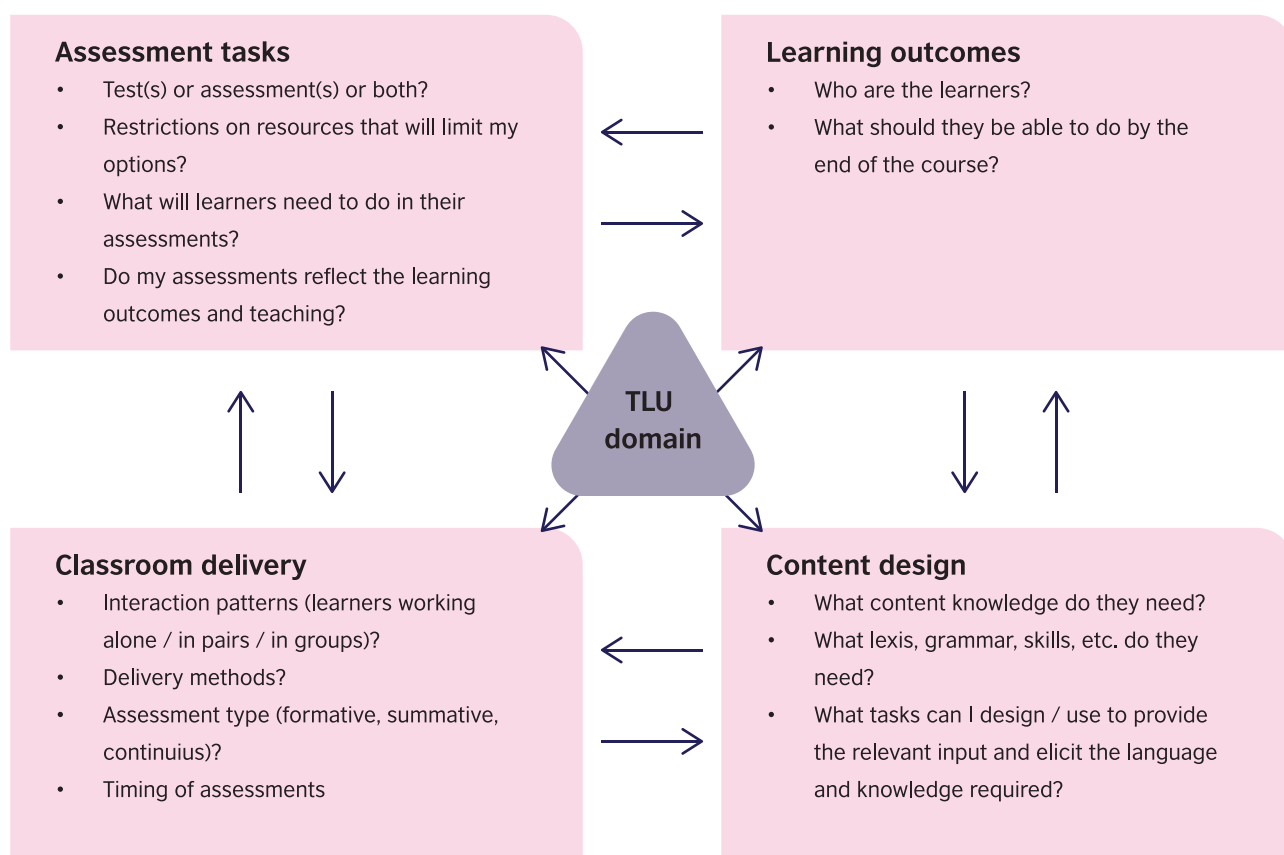 Assessment tasks
• Test(s) or assessment(s) or both?
• Restrictions on resources that will limit my
options?
• What will learners need to do in their
assessments?
• Do my assessments reflect the learning
outcomes and teaching?
Learning outcomes
• Who are the learners?
• What should they be able to do by the
end of the course?
TLU
domain
Classroom delivery
• Interaction patterns (learners working
alone / in pairs / in groups)?
• Delivery methods?
• Assessment type (formative, summative,
continuius)?
• Timing of assessments
Content design
• What content knowledge do they need?
• What lexis, grammar, skills, etc. do they
need?
• What tasks can I design / use to provide
the relevant input and elicit the language
and knowledge required?